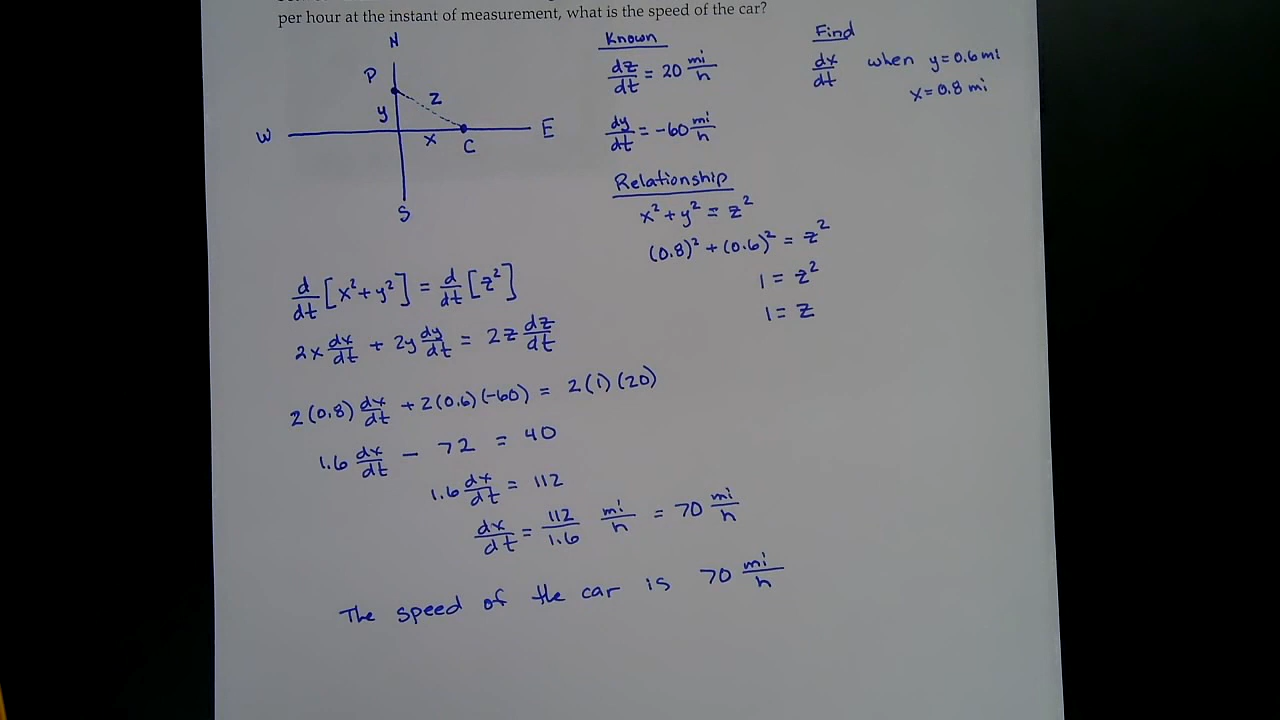 per hour at the instant of measurement, what is the speed of the car?
N
P
y
z
W
E
x
C
S
Known
dz/dt = 20 mi/h
dy/dt = -60 mi/h
Find
dx/dt when y=0.6mi
x=0.8 mi
Relationship
x² + y² = z²
(0.8)² + (0.6)² = z²
1 = z²
1 = z
d/dt [x²+y²] = d/dt [z²]
2x dx/dt + 2y dy/dt = 2z dz/dt
2(0.8) dx/dt + 2(0.6)(-60) = 2(1)(20)
1.6 dx/dt - 72 = 40
1.6 dx/dt = 112
dx/dt = 112/1.6 mi/h = 70 mi/h
The speed of the car is 70 mi/h